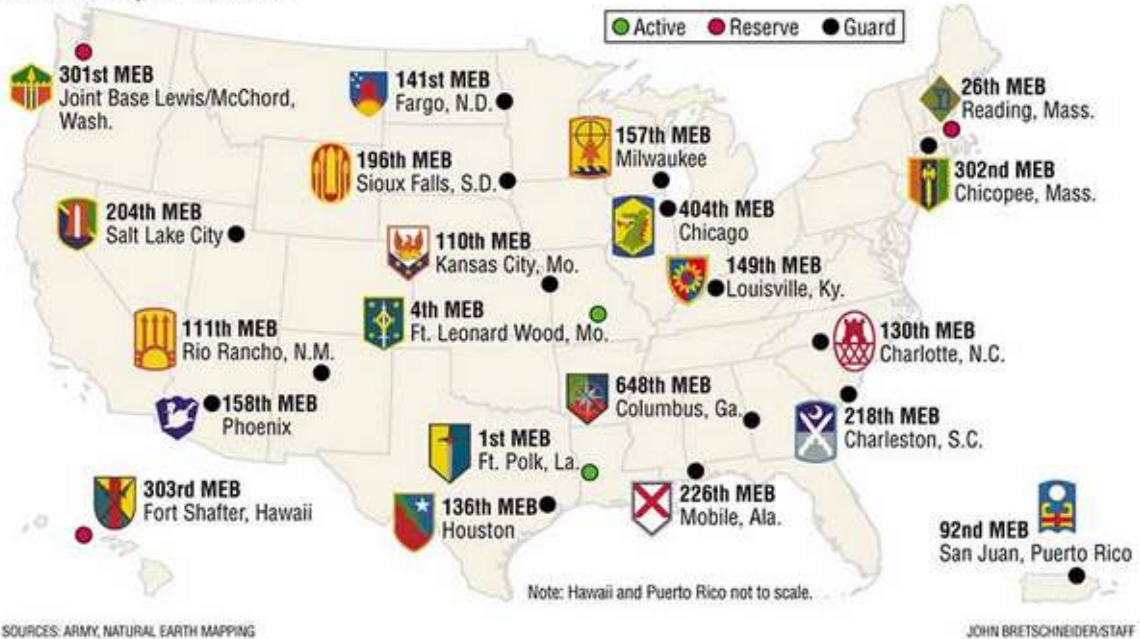 Active Reserve Guard
301st MEB
Joint Base Lewis/McChord,
Wash.
141st MEB
Fargo, N.D.
26th MEB
Reading, Mass.
157th MEB
Milwaukee
196th MEB
Sioux Falls, S.D.
302nd MEB
Chicopee, Mass.
204th MEB
Salt Lake City
404th MEB
Chicago
110th MEB
Kansas City, Mo.
149th MEB
Louisville, Ky.
4th MEB
Ft. Leonard Wood, Mo.
111th MEB
Rio Rancho, N.M.
130th MEB
Charlotte, N.C.
648th MEB
Columbus, Ga.
158th MEB
Phoenix
218th MEB
Charleston, S.C.
1st MEB
Ft. Polk, La.
303rd MEB
Fort Shafter, Hawaii
136th MEB
Houston
226th MEB
Mobile, Ala.
92nd MEB
San Juan, Puerto Rico
Note: Hawaii and Puerto Rico not to scale.
SOURCES: ARMY, NATURAL EARTH MAPPING
JOHN BRETSCHNEIDER/STAFF